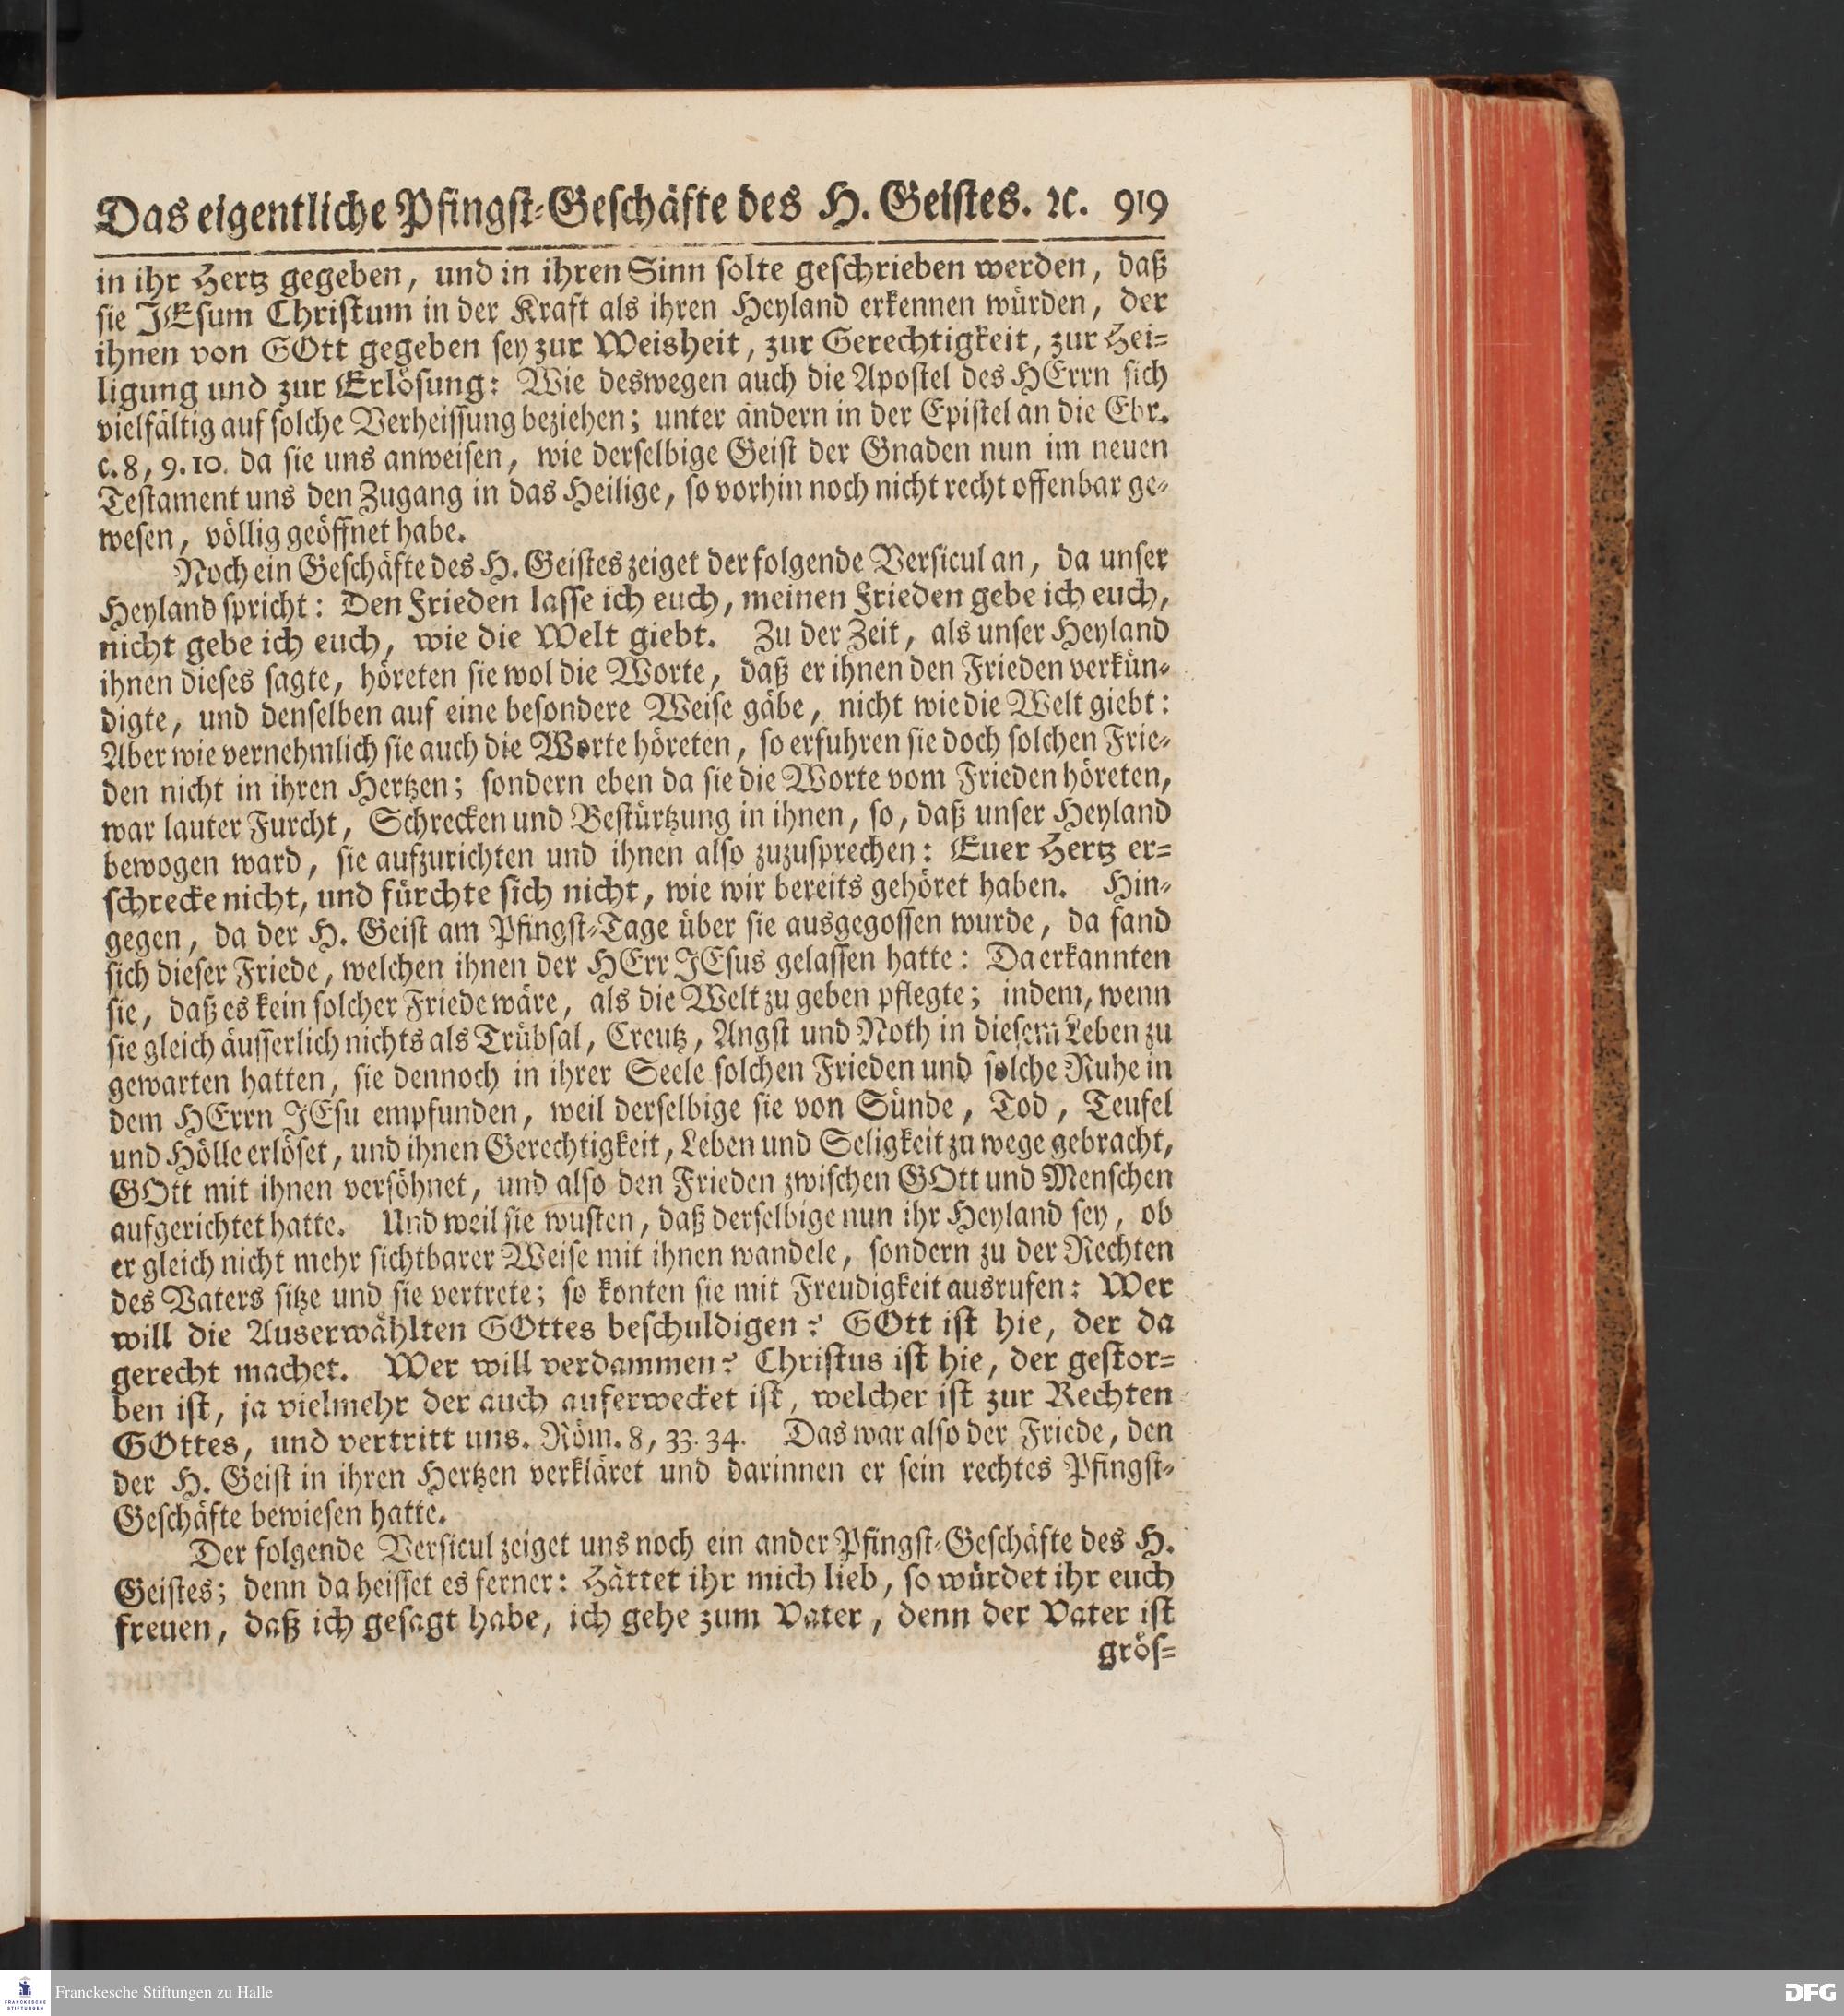 Das eigentliche Pfingst-Geschäfte des H. Geistes. ꝛc. 919
in ihr Hertz gegeben, und in ihren Sinn solte geschrieben werden, daß
sie JEsum Christum in der Kraft als ihren Heyland erkennen würden, der
ihnen von GOtt gegeben sey zur Weisheit, zur Gerechtigkeit, zur Hei-
ligung und zur Erlösung: Wie deswegen auch die Apostel des HErrn sich
vielfältig auf solche Verheissung beziehen; unter andern in der Epistel an die Ebr.
c. 8, 9. 10. da sie uns anweisen, wie derselbige Geist der Gnaden nun im neuen
Testament uns den Zugang in das Heilige, so vorhin noch nicht recht offenbar ge-
wesen, völlig geöffnet habe.
Noch ein Geschäfte des H. Geistes zeiget der folgende Versicul an, da unser
Heyland spricht: Den Frieden lasse ich euch, meinen Frieden gebe ich euch,
nicht gebe ich euch, wie die Welt giebt. Zu der Zeit, als unser Heyland
ihnen dieses sagte, höreten sie wol die Worte, daß er ihnen den Frieden verkün-
digte, und denselben auf eine besondere Weise gäbe, nicht wie die Welt giebt:
Aber wie vernehmlich sie auch die Worte höreten, so erfuhren sie doch solchen Frie-
den nicht in ihren Hertzen; sondern eben da sie die Worte vom Frieden höreten,
war lauter Furcht, Schrecken und Bestürtzung in ihnen, so, daß unser Heyland
bewogen ward, sie aufzurichten und ihnen also zuzusprechen: Euer Hertz er-
schrecke nicht, und fürchte sich nicht, wie wir bereits gehöret haben. Hin-
gegen, da der H. Geist am Pfingst-Tage über sie ausgegossen wurde, da fand
sich dieser Friede, welchen ihnen der HErr JEsus gelassen hatte: Da erkannten
sie, daß es kein solcher Friede wäre, als die Welt zu geben pflegte; indem, wenn
sie gleich äusserlich nichts als Trübsal, Creutz, Angst und Noth in diesem Leben zu
gewarten hatten, sie dennoch in ihrer Seele solchen Frieden und solche Ruhe in
dem HErrn JEsu empfunden, weil derselbige sie von Sünde, Tod, Teufel
und Hölle erlöset, und ihnen Gerechtigkeit, Leben und Seligkeit zu wege gebracht,
GOtt mit ihnen versöhnet, und also den Frieden zwischen GOtt und Menschen
aufgerichtet hatte. Und weil sie wusten, daß derselbige nun ihr Heyland sey, ob
er gleich nicht mehr sichtbarer Weise mit ihnen wandele, sondern zu der Rechten
des Vaters sitze und sie vertrete; so konten sie mit Freudigkeit ausrufen: Wer
will die Auserwählten GOttes beschuldigen? GOtt ist hie, der da
gerecht machet. Wer will verdammen? Christus ist hie, der gestor-
ben ist, ja vielmehr der auch auferwecket ist, welcher ist zur Rechten
GOttes, und vertritt uns. Röm. 8, 33. 34. Das war also der Friede, den
der H. Geist in ihren Hertzen verkläret und darinnen er sein rechtes Pfingst-
Geschäfte bewiesen hatte.
Der folgende Versicul zeiget uns noch ein ander Pfingst-Geschäfte des H.
Geistes; denn da heisset es ferner: Hättet ihr mich lieb, so würdet ihr euch
freuen, daß ich gesagt habe, ich gehe zum Vater, denn der Vater ist
grös-
FRANCKESCHE
STIFTUNGEN
Franckesche Stiftungen zu Halle
DFG